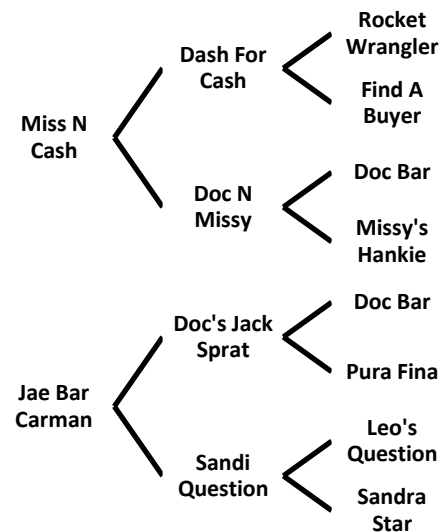 Rocket
Wrangler
Dash For
Cash
Find A
Buyer
Miss N
Cash
Doc Bar
Doc N
Missy
Missy's
Hankie
Doc Bar
Doc's Jack
Sprat
Pura Fina
Jae Bar
Carman
Leo's
Question
Sandi
Question
Sandra
Star